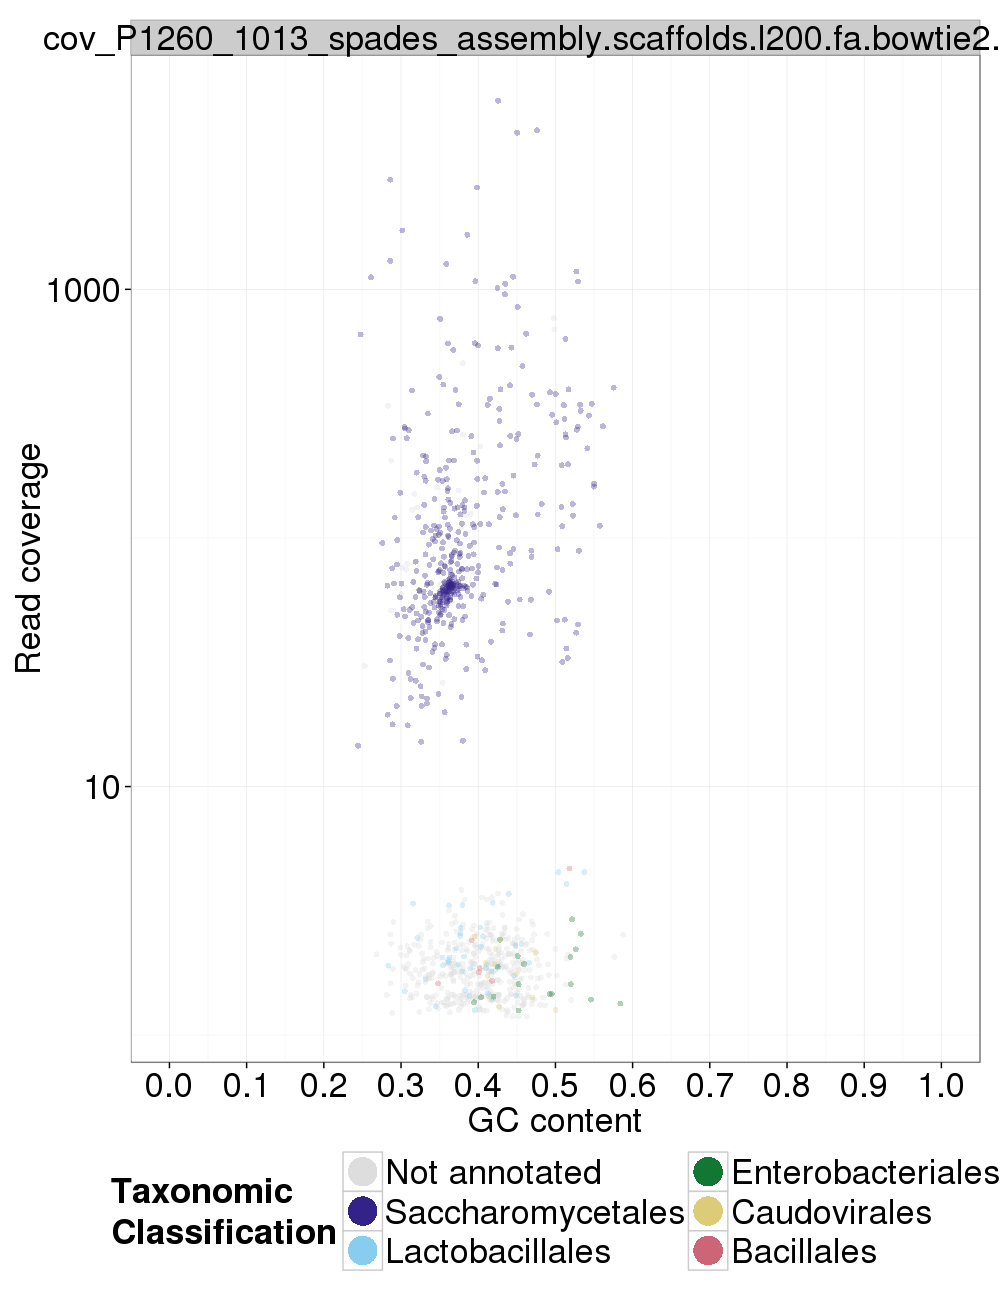 cov_P1260_1013_spades_assembly.scaffolds.l200.fa.bowtie2.
1000
10
Read coverage
0.0 0.1 0.2 0.3 0.4 0.5 0.6 0.7 0.8 0.9 1.0
GC content
Taxonomic
Classification
Not annotated
Saccharomycetales
Lactobacillales
Enterobacteriales
Caudovirales
Bacillales